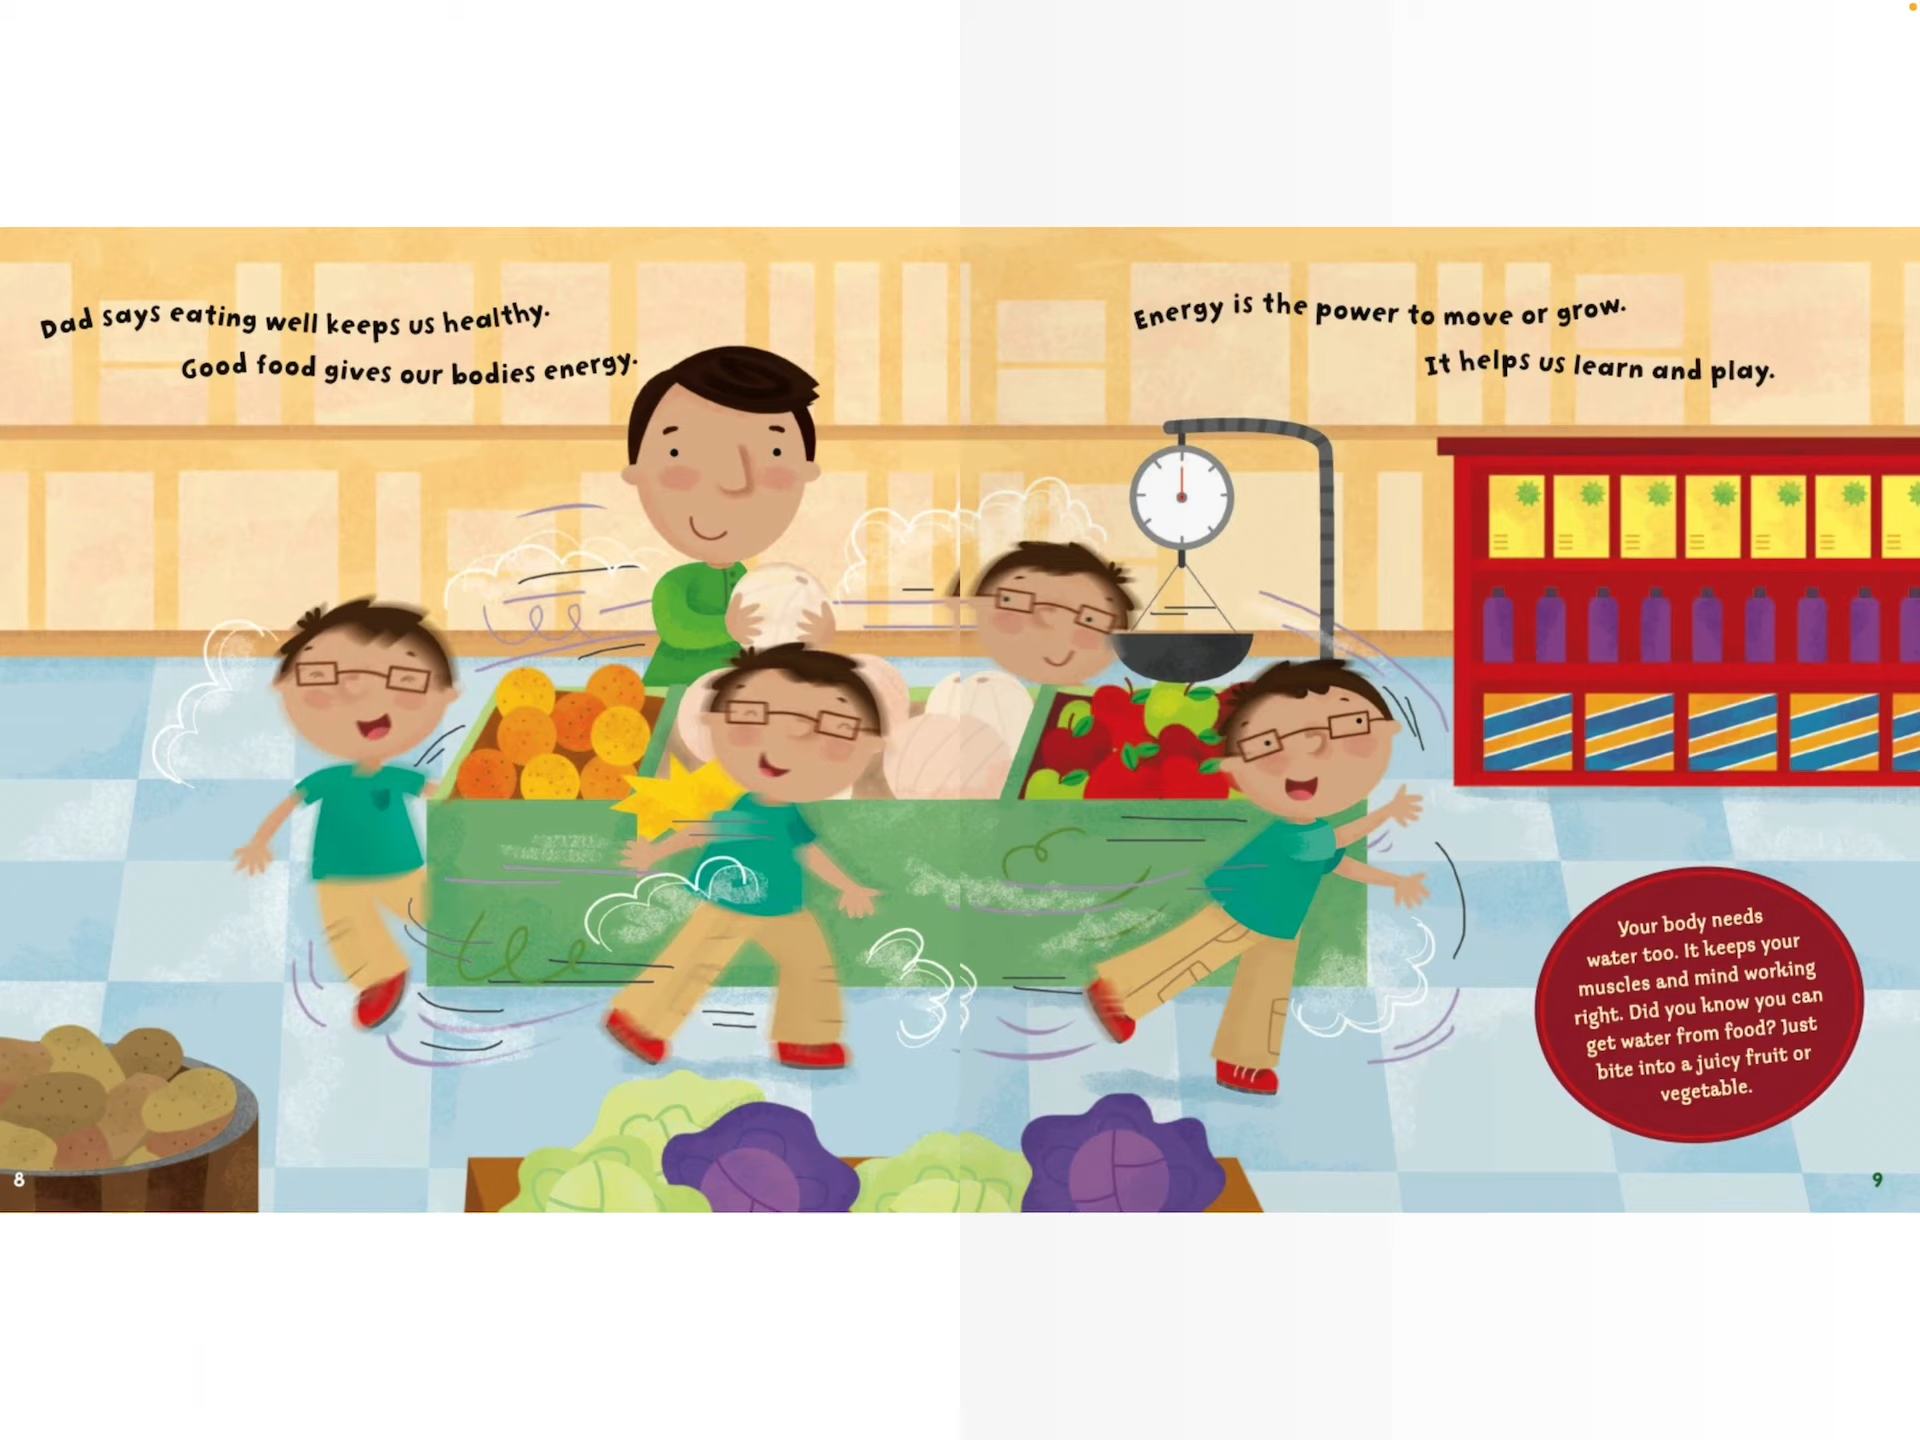 Dad says eating well keeps us healthy.
Good food gives our bodies energy.
Energy is the power to move or grow.
It helps us learn and play.
Your body needs
water too. It keeps your
muscles and mind working
right. Did you know you can
get water from food? Just
bite into a juicy fruit or
vegetable.
8
9